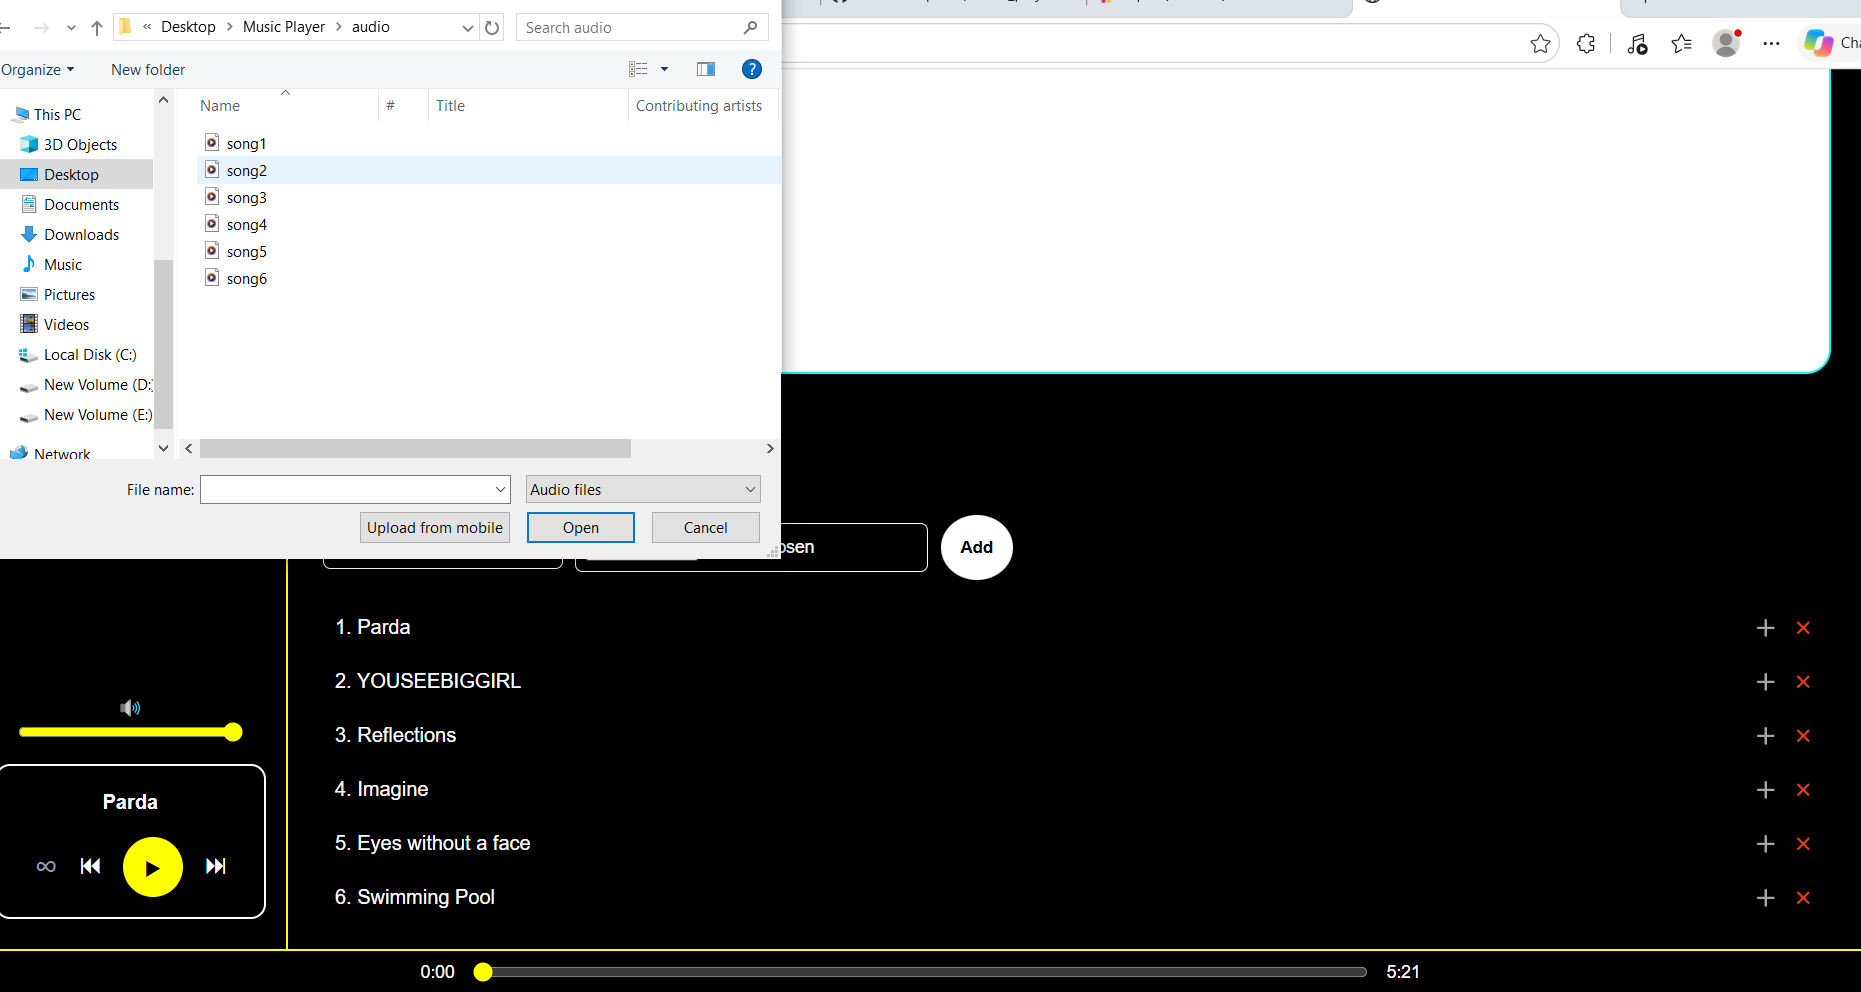 « Desktop > Music Player > audio
Search audio
Organize
New folder
?
Name
#
Title
Contributing artists
This PC
3D Objects
Desktop
Documents
Downloads
Music
Pictures
Videos
Local Disk (C:)
New Volume (D:)
New Volume (E:)
Network
song1
song2
song3
song4
song5
song6
File name:
Audio files
Upload from mobile
Open
Cancel
Add
1. Parda
2. YOUSEEBIGGIRL
3. Reflections
4. Imagine
5. Eyes without a face
6. Swimming Pool
Parda
0:00
5:21